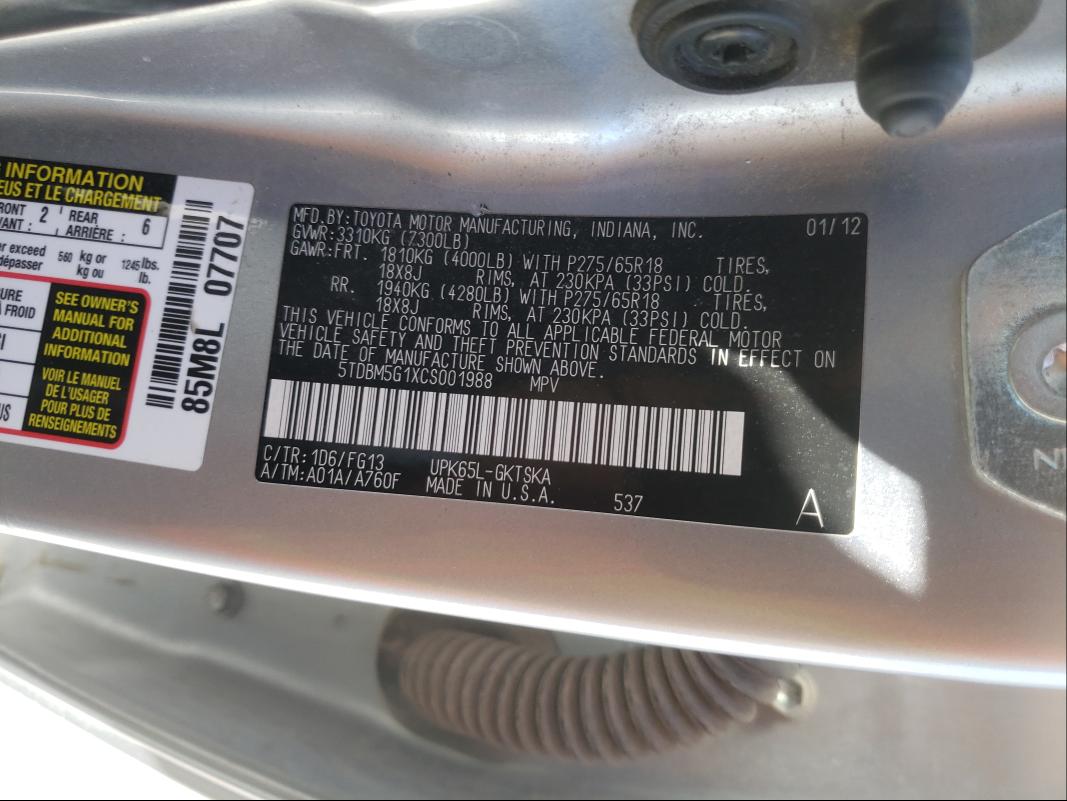 INFORMATION
EUS ET LE CHARGEMENT
RONT 2 REAR 6
VANT : ARRIÈRE :
er exceed 560 kg or 1245 lbs.
dépasser kg ou lb.
URE
À FROID
SEE OWNER'S
MANUAL FOR
ADDITIONAL
INFORMATION
VOIR LE MANUEL
DE L'USAGER
POUR PLUS DE
RENSEIGNEMENTS
85M8L 07707
MFD.BY:TOYOTA MOTOR MANUFACTURING, INDIANA, INC. 01/12
GVWR:3310KG (7300LB)
GAWR:FRT. 1810KG (4000LB) WITH P275/65R18 TIRES,
18X8J RIMS, AT 230KPA (33PSI) COLD.
RR. 1940KG (4280LB) WITH P275/65R18 TIRES,
18X8J RIMS, AT 230KPA (33PSI) COLD.
THIS VEHICLE CONFORMS TO ALL APPLICABLE FEDERAL MOTOR
VEHICLE SAFETY AND THEFT PREVENTION STANDARDS IN EFFECT ON
THE DATE OF MANUFACTURE SHOWN ABOVE.
5TDBM5G1XCS001988 MPV
C/TR:1D6/FG13 UPK65L-GKTSKA
A/TM:A01A/A760F MADE IN U.S.A. 537 A